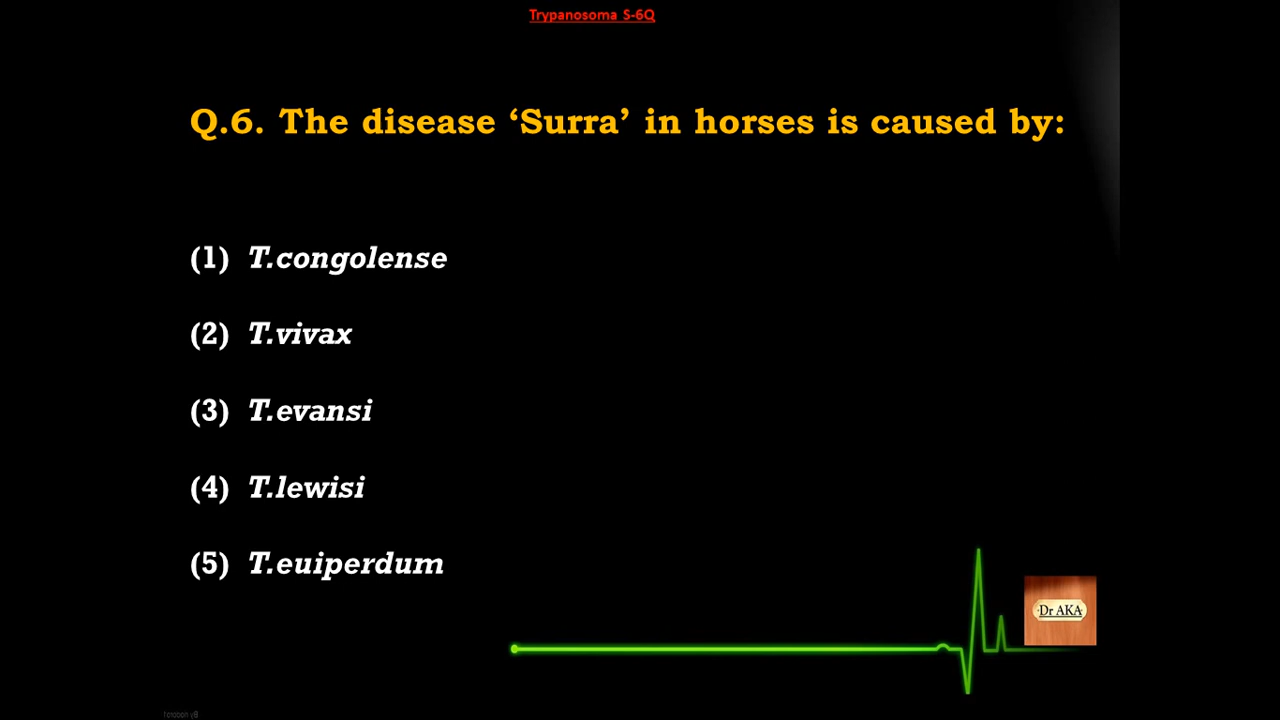 Trypanosoma S-6Q
Q.6. The disease ‘Surra’ in horses is caused by:
(1) T.congolense
(2) T.vivax
(3) T.evansi
(4) T.lewisi
(5) T.euiperdum
Dr AKA